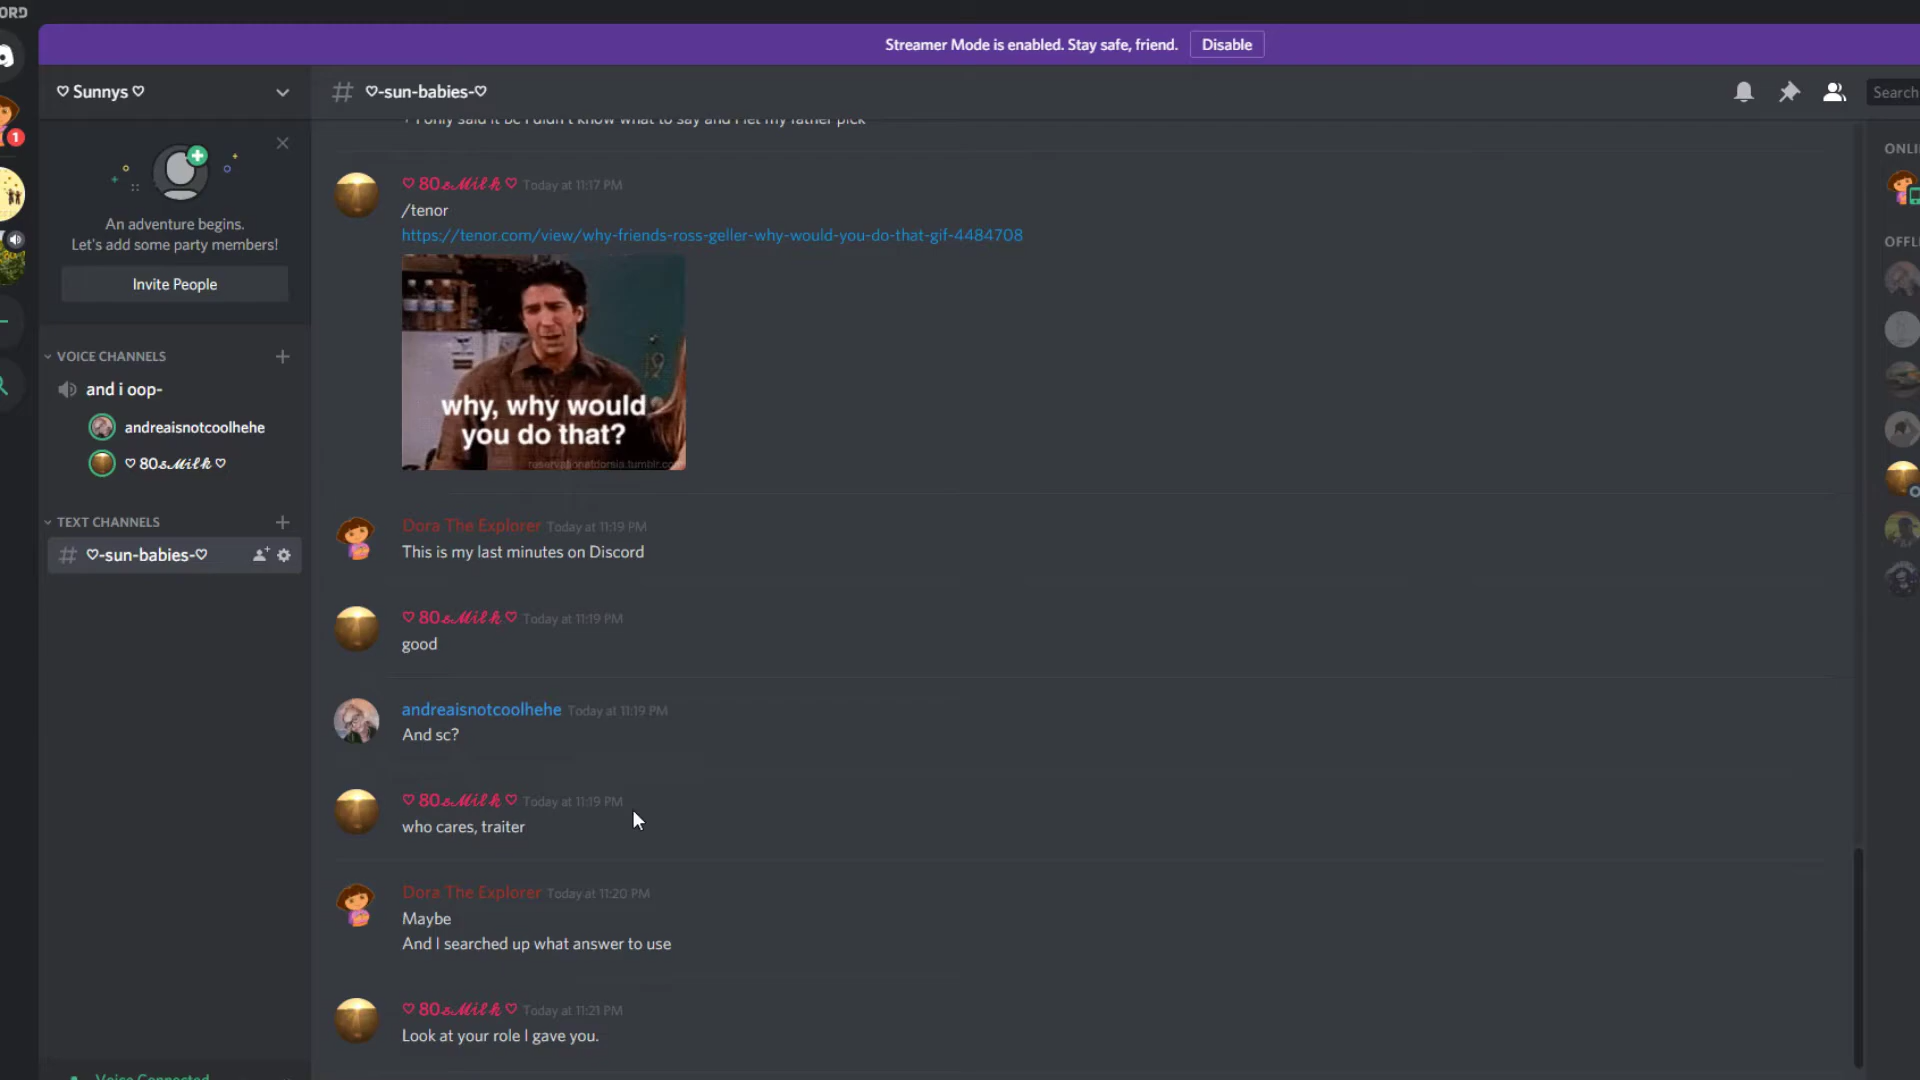 ORD
Streamer Mode is enabled. Stay safe, friend.
Disable
♡ Sunnys ♡
♡-sun-babies-♡
Search
1
An adventure begins.
Let's add some party members!
Invite People
VOICE CHANNELS
and i oop-
andreaisnotcoolhehe
♡ 80𝓈𝓜𝓲𝓵𝓴 ♡
TEXT CHANNELS
♡-sun-babies-♡
Voice Connected
I only said it bc I didn't know what to say and I let my father pick
♡ 80𝓈𝓜𝓲𝓵𝓴 ♡ Today at 11:17 PM
/tenor
https://tenor.com/view/why-friends-ross-geller-why-would-you-do-that-gif-4484708
why, why would
you do that?
reservationatdorsia.tumblr.com
Dora The Explorer Today at 11:19 PM
This is my last minutes on Discord
♡ 80𝓈𝓜𝓲𝓵𝓴 ♡ Today at 11:19 PM
good
andreaisnotcoolhehe Today at 11:19 PM
And sc?
♡ 80𝓈𝓜𝓲𝓵𝓴 ♡ Today at 11:19 PM
who cares, traiter
Dora The Explorer Today at 11:20 PM
Maybe
And I searched up what answer to use
♡ 80𝓈𝓜𝓲𝓵𝓴 ♡ Today at 11:21 PM
Look at your role I gave you.
ONLI
OFFLI